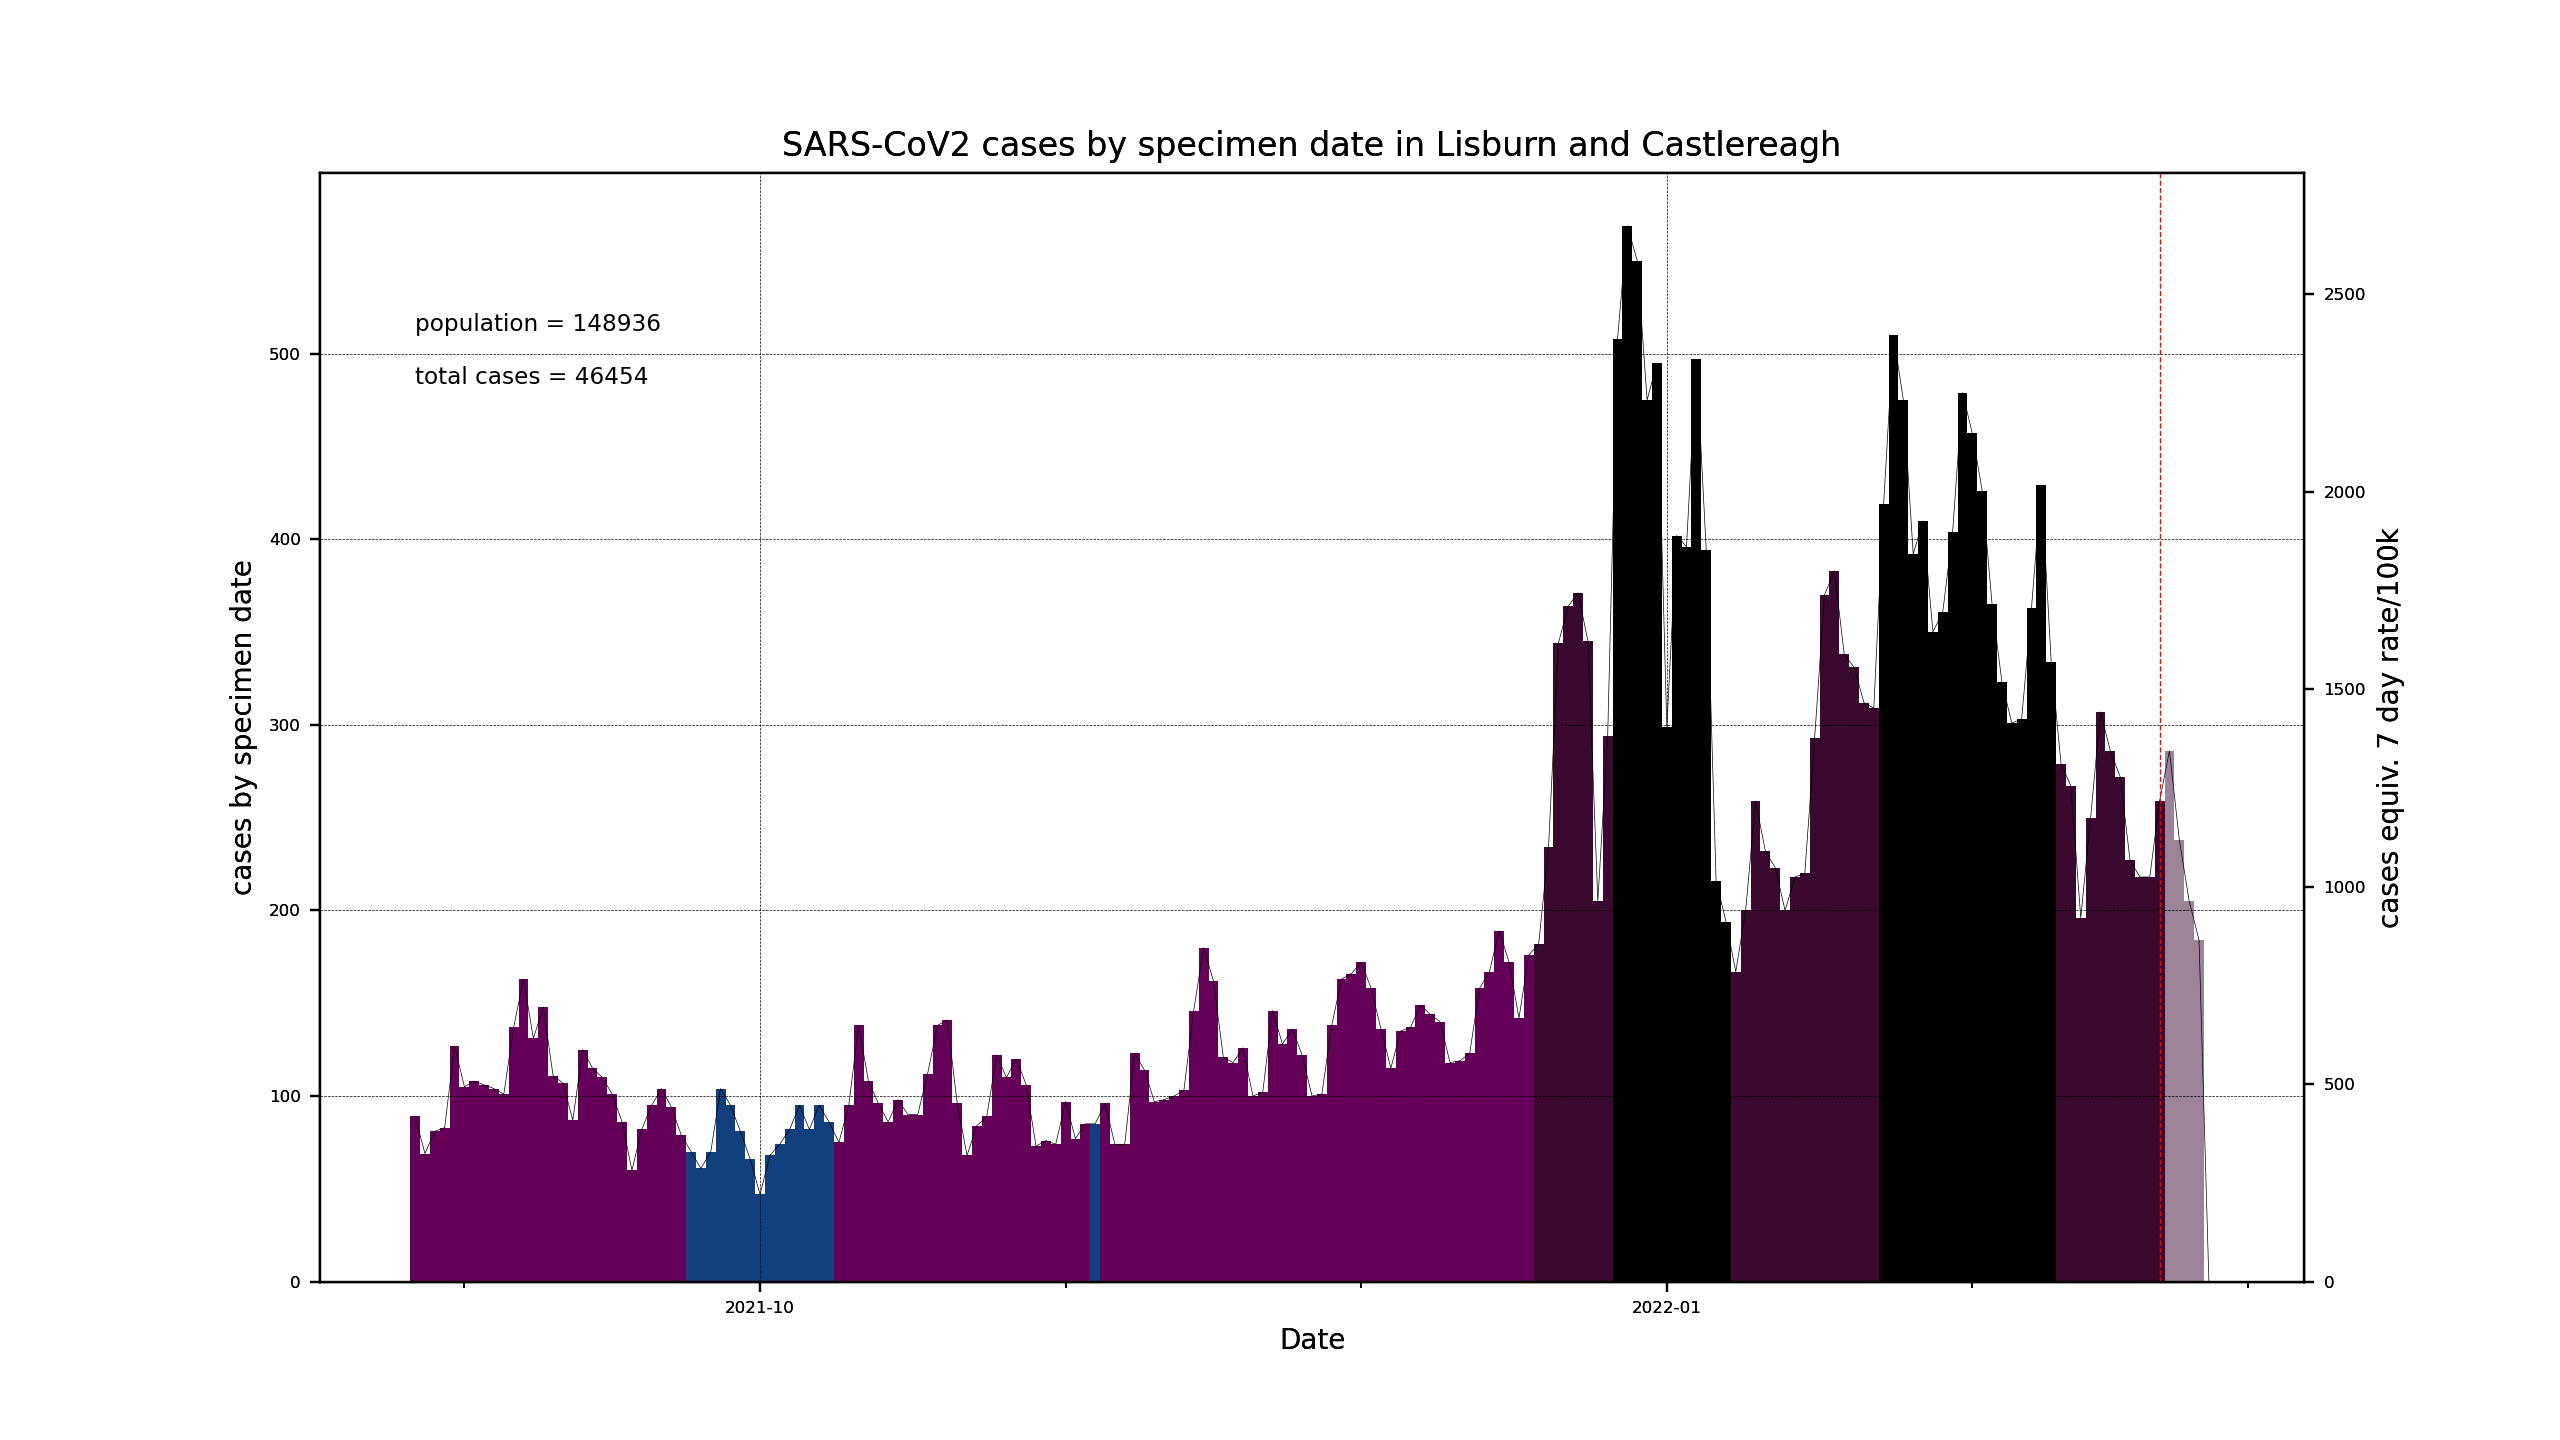 SARS-CoV2 cases by specimen date in Lisburn and Castlereagh
population = 148936
total cases = 46454
cases by specimen date
500
400
300
200
100
0
2500
2000
1500
1000
500
0
cases equiv. 7 day rate/100k
2021-10
2022-01
Date